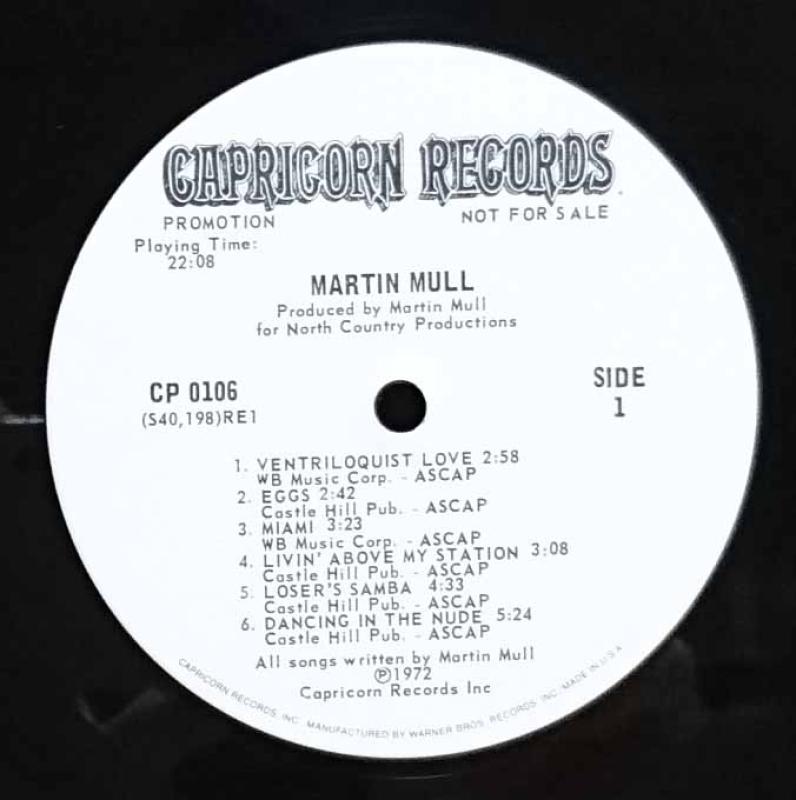 CAPRICORN RECORDS
PROMOTION NOT FOR SALE
Playing Time:
22:08
MARTIN MULL
Produced by Martin Mull
for North Country Productions
CP 0106
(S40,198)RE1
SIDE
1
1. VENTRILOQUIST LOVE 2:58
WB Music Corp. - ASCAP
2. EGGS 2:42
Castle Hill Pub. - ASCAP
3. MIAMI 3:23
WB Music Corp. - ASCAP
4. LIVIN' ABOVE MY STATION 3:08
Castle Hill Pub. - ASCAP
5. LOSER'S SAMBA 4:33
Castle Hill Pub. - ASCAP
6. DANCING IN THE NUDE 5:24
Castle Hill Pub. - ASCAP
All songs written by Martin Mull
℗1972
Capricorn Records Inc
CAPRICORN RECORDS, INC. MANUFACTURED BY WARNER BROS. RECORDS, INC. MADE IN U.S.A